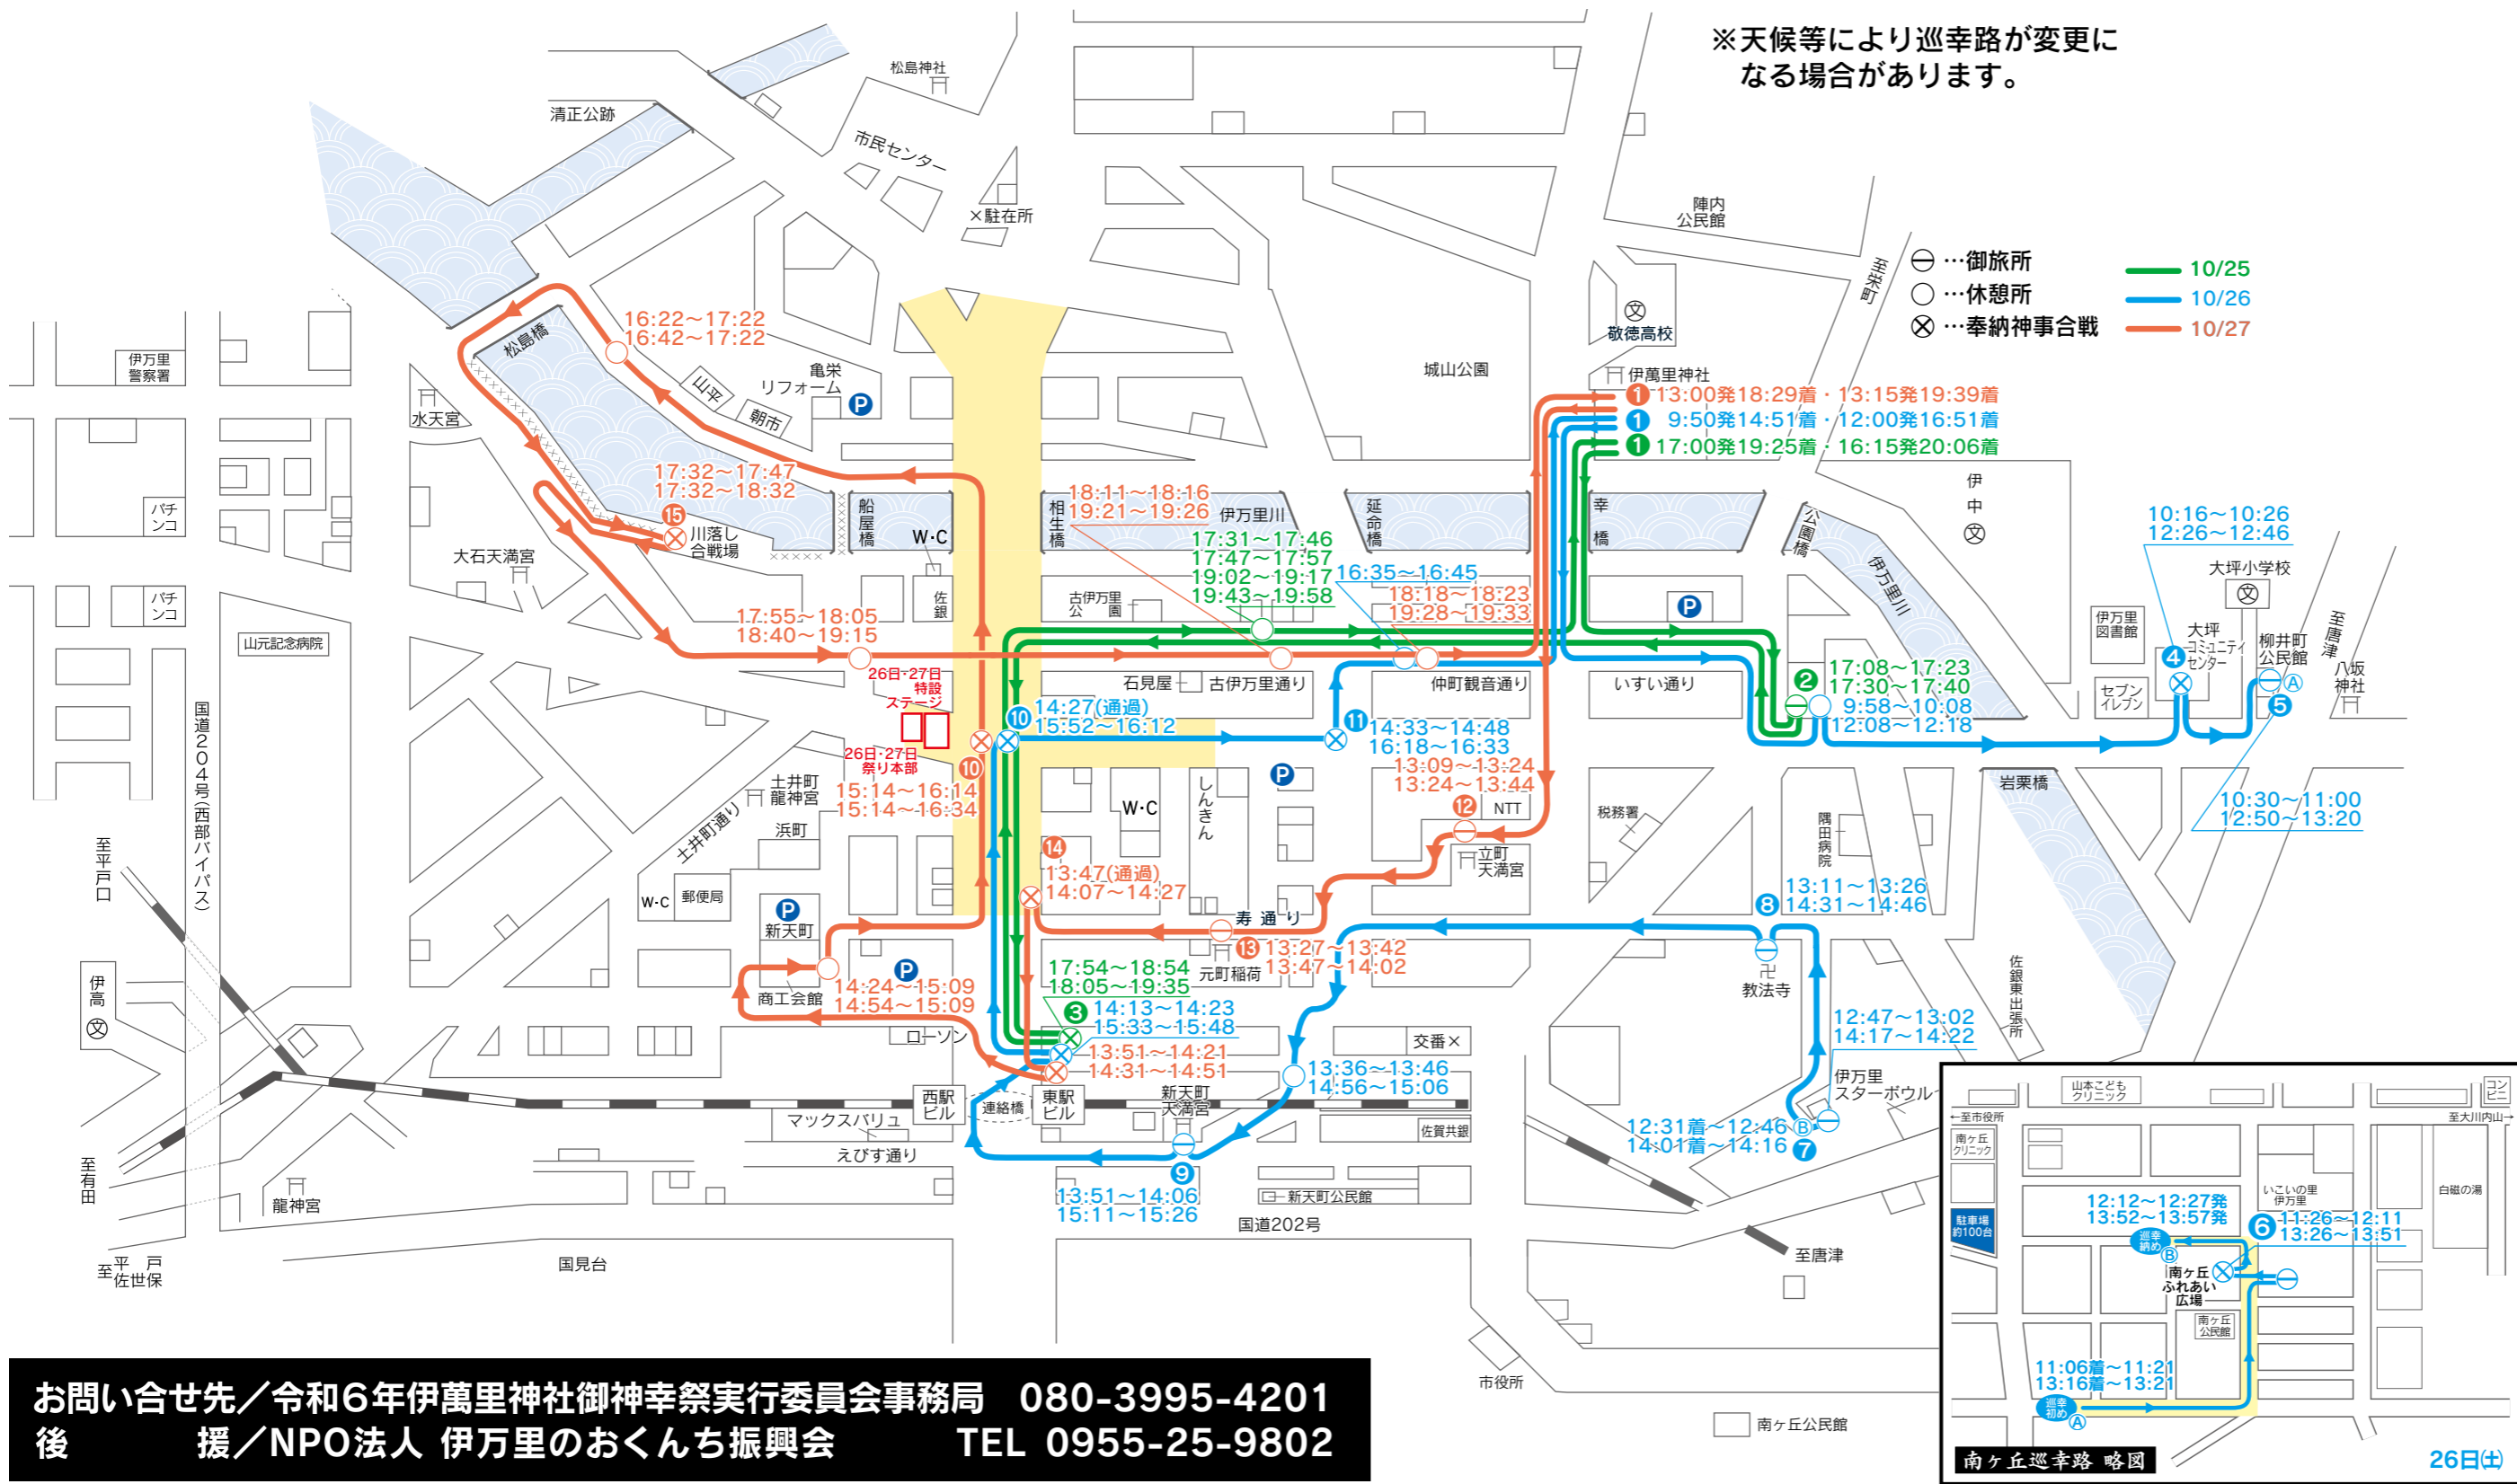 ※天候等により巡幸路が変更に
なる場合があります。
松島神社
清正公跡
市民センター
×駐在所
陣内
公民館
至栄町
…御旅所
…休憩所
…奉納神事合戦
10/25
10/26
10/27
文
敬徳高校
城山公園
伊萬里神社
❶ 13:00発18:29着・13:15発19:39着
❶ 9:50発14:51着・12:00発16:51着
❶ 17:00発19:25着・16:15発20:06着
伊万里
警察署
松島橋
16:22〜17:22
16:42〜17:22
山平
朝市
亀栄
リフォーム
P
水天宮
パチ
ンコ
パチ
ンコ
17:32〜17:47
17:32〜18:32
⓯
川落し
合戦場
船屋橋
W・C
佐銀
相生橋
18:11〜18:16
19:21〜19:26
伊万里川
延命橋
幸橋
公園橋
伊万里川
伊中
文
大石天満宮
山元記念病院
17:31〜17:46
17:47〜17:57
19:02〜19:17
19:43〜19:58
16:35〜16:45
18:18〜18:23
19:28〜19:33
古伊万里
公園
P
17:55〜18:05
18:40〜19:15
10:16〜10:26
12:26〜12:46
大坪小学校
文
伊万里
図書館
大坪
コミュニティ
センター
❹
柳井町
公民館
Ⓐ
❺
至唐津
八坂
神社
セブン
イレブン
26日・27日
特設
ステージ
26日・27日
祭り本部
石見屋
古伊万里通り
仲町観音通り
いすい通り
❷
17:08〜17:23
17:30〜17:40
9:58〜10:08
12:08〜12:18
❿
14:27(通過)
15:52〜16:12
⓫
14:33〜14:48
16:18〜16:33
13:09〜13:24
13:24〜13:44
⓬
NTT
❿
15:14〜16:14
15:14〜16:34
国道204号(西部バイパス)
土井町通り
土井町
龍神宮
浜町
W・C
郵便局
P
新天町
W・C
しんきん
P
税務署
隅田病院
岩栗橋
10:30〜11:00
12:50〜13:20
⓮
13:47(通過)
14:07〜14:27
立町
天満宮
寿通り
⓭
13:27〜13:42
13:47〜14:02
元町稲荷
❽
13:11〜13:26
14:31〜14:46
卍
教法寺
佐銀東出張所
至平戸口
伊高
文
商工会館
P
14:24〜15:09
14:54〜15:09
17:54〜18:54
18:05〜19:35
❸
14:13〜14:23
15:33〜15:48
ローソン
13:51〜14:21
14:31〜14:51
交番×
13:36〜13:46
14:56〜15:06
12:47〜13:02
14:17〜14:22
伊万里
スターボウル
12:31着〜12:46
14:01着〜14:16
Ⓑ
❼
西駅
ビル
連絡橋
東駅
ビル
新天町
天満宮
マックスバリュ
えびす通り
佐賀共銀
❾
13:51〜14:06
15:11〜15:26
新天町公民館
国道202号
至有田
龍神宮
至平戸
佐世保
国見台
至唐津
市役所
南ヶ丘公民館
山本こども
クリニック
コン
ビニ
←至市役所
至大川内山→
南ヶ丘
クリニック
駐車場
約100台
いこいの里
伊万里
白磁の湯
12:12〜12:27発
13:52〜13:57発
❻
11:26〜12:11
13:26〜13:51
巡幸
納め
Ⓑ
南ヶ丘
ふれあい
広場
南ヶ丘
公民館
11:06着〜11:21
13:16着〜13:21
巡幸
初め
Ⓐ
南ヶ丘巡幸路 略図
26日(土)
お問い合せ先／令和6年伊萬里神社御神幸祭実行委員会事務局 080-3995-4201
後 援／NPO法人 伊万里のおくんち振興会 TEL 0955-25-9802